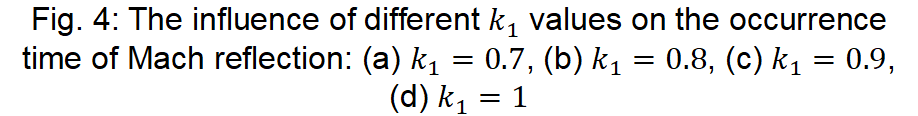 Fig. 4: The influence of different k₁ values on the occurrence
time of Mach reflection: (a) k₁ = 0.7, (b) k₁ = 0.8, (c) k₁ = 0.9,
(d) k₁ = 1